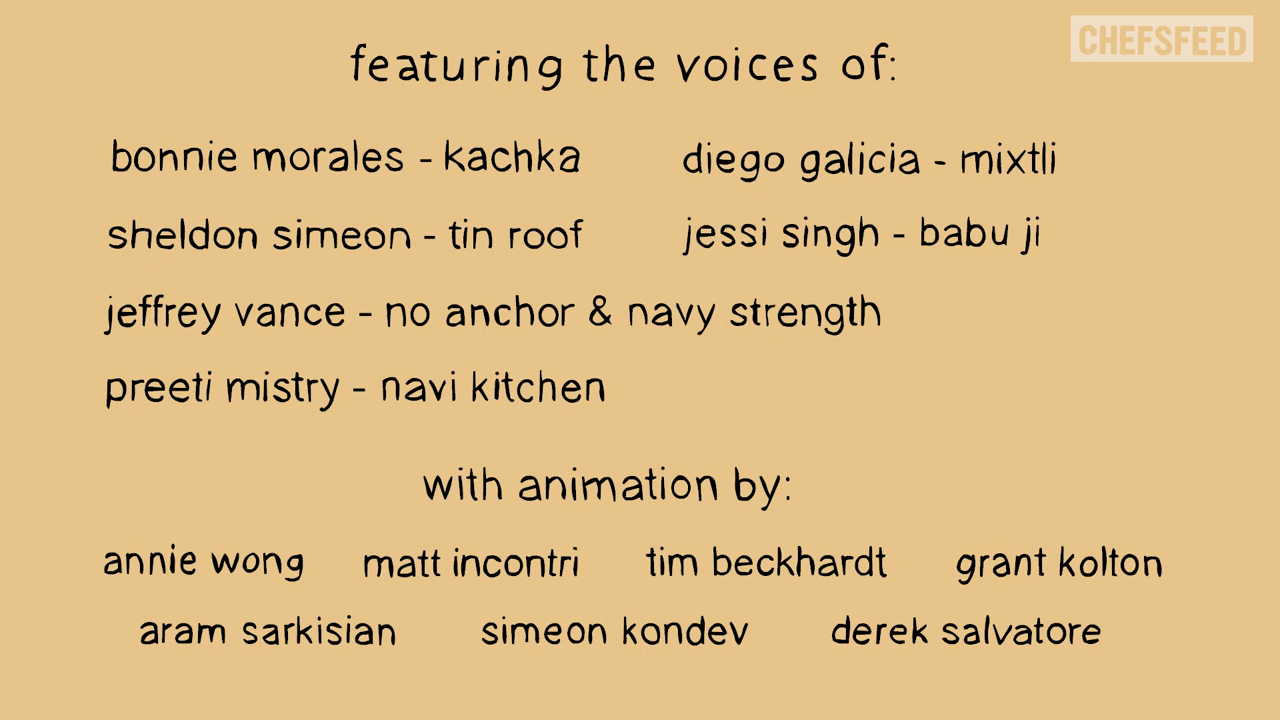 CHEFSFEED
featuring the voices of:
bonnie morales - kachka
diego galicia - mixtli
sheldon simeon - tin roof
jessi singh - babu ji
jeffrey vance - no anchor & navy strength
preeti mistry - navi kitchen
with animation by:
annie wong matt incontri tim beckhardt grant kolton
aram sarkisian simeon kondev derek salvatore